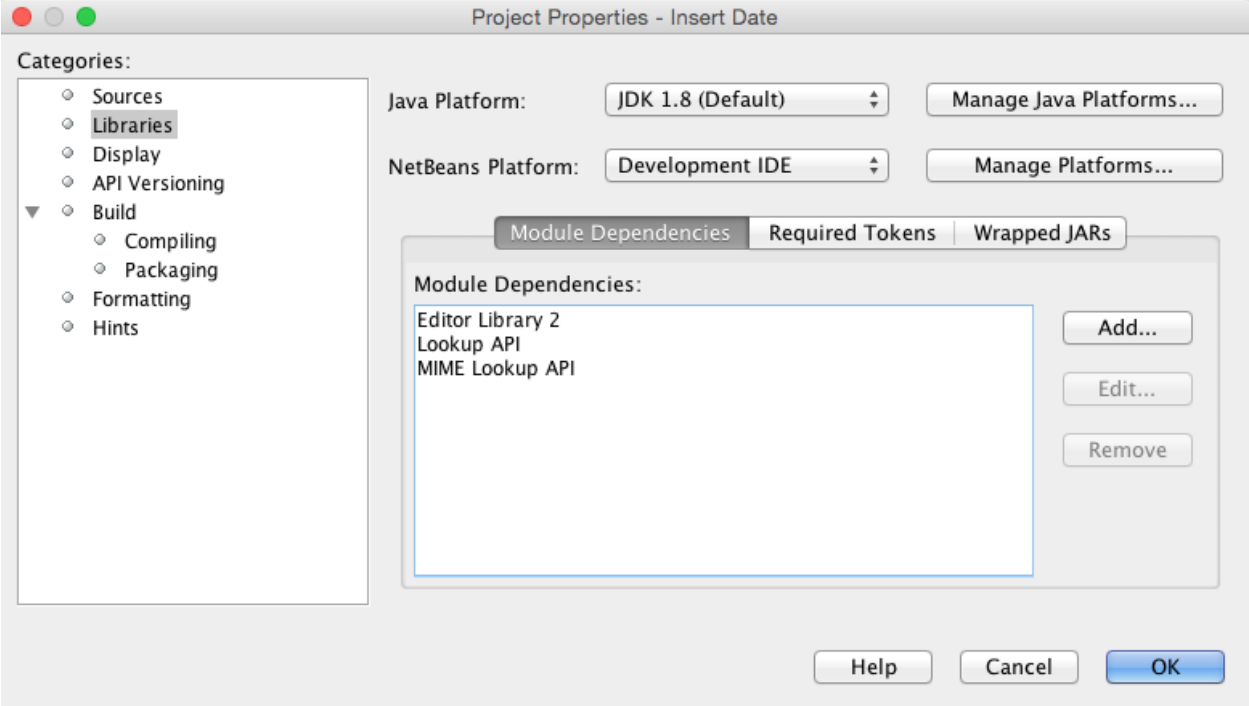 Project Properties - Insert Date
Categories:
Sources
Libraries
Display
API Versioning
Build
Compiling
Packaging
Formatting
Hints
Java Platform: JDK 1.8 (Default) Manage Java Platforms...
NetBeans Platform: Development IDE Manage Platforms...
Module Dependencies Required Tokens Wrapped JARs
Module Dependencies:
Editor Library 2
Lookup API
MIME Lookup API
Add...
Edit...
Remove
Help Cancel OK